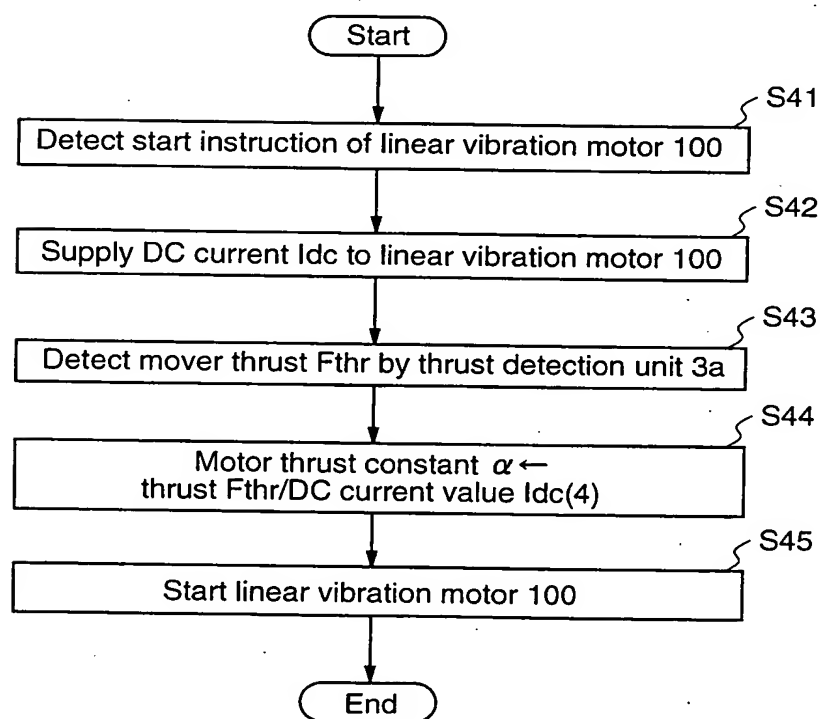 Start
S41
Detect start instruction of linear vibration motor 100
S42
Supply DC current Idc to linear vibration motor 100
S43
Detect mover thrust Fthr by thrust detection unit 3a
S44
Motor thrust constant α ←
thrust Fthr/DC current value Idc(4)
S45
Start linear vibration motor 100
End